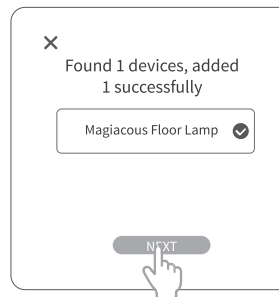 Found 1 devices, added
1 successfully
Magiacous Floor Lamp
NEXT